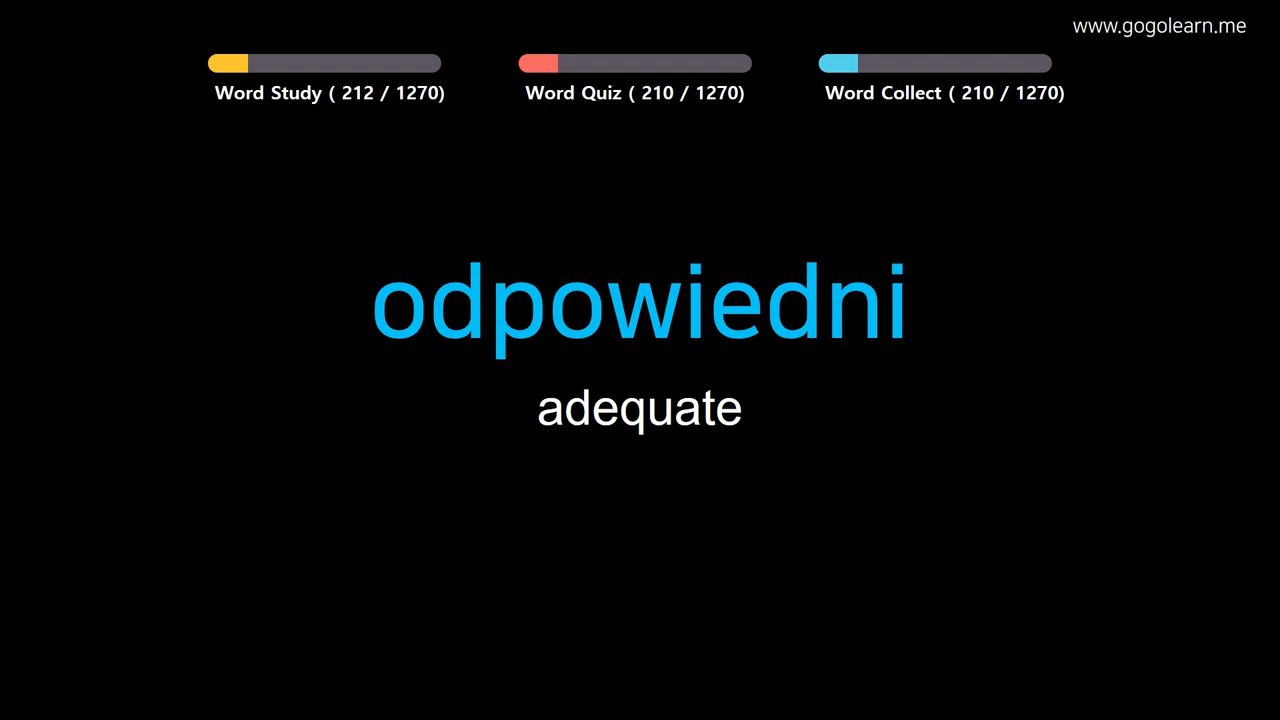 www.gogolearn.me
Word Study ( 212 / 1270)
Word Quiz ( 210 / 1270)
Word Collect ( 210 / 1270)
odpowiedni
adequate